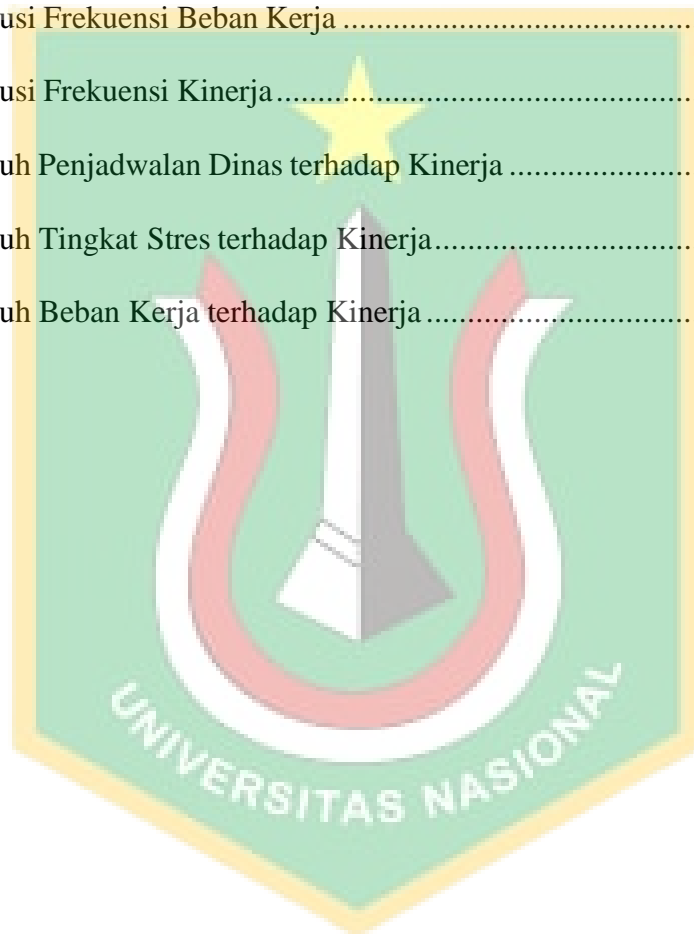 usi Frekuensi Beban Kerja ..........................................
usi Frekuensi Kinerja..................................................
uh Penjadwalan Dinas terhadap Kinerja ......................
uh Tingkat Stres terhadap Kinerja...............................
uh Beban Kerja terhadap Kinerja ................................
UNIVERSITAS NASIONAL